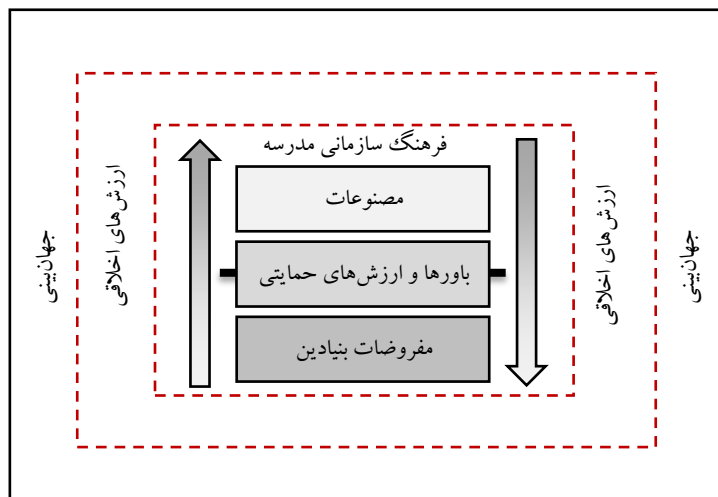 فرهنگ سازمانی مدرسه
مصنوعات
باورها و ارزش‌های حمایتی
مفروضات بنیادین
ارزش‌های اخلاقی
جهان‌بینی
ارزش‌های اخلاقی
جهان‌بینی